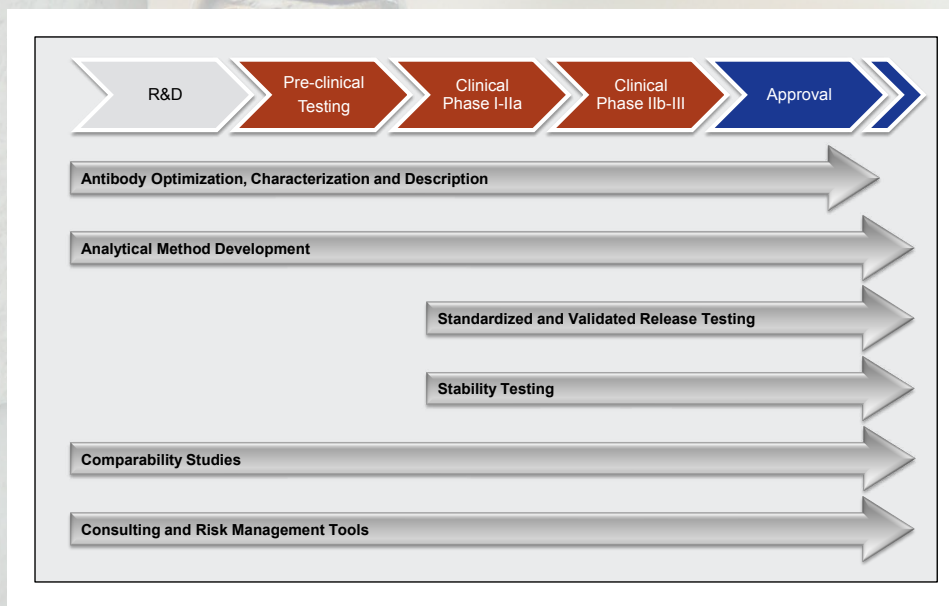 R&D
Pre-clinical
Testing
Clinical
Phase I-IIa
Clinical
Phase IIb-III
Approval
Antibody Optimization, Characterization and Description
Analytical Method Development
Standardized and Validated Release Testing
Stability Testing
Comparability Studies
Consulting and Risk Management Tools